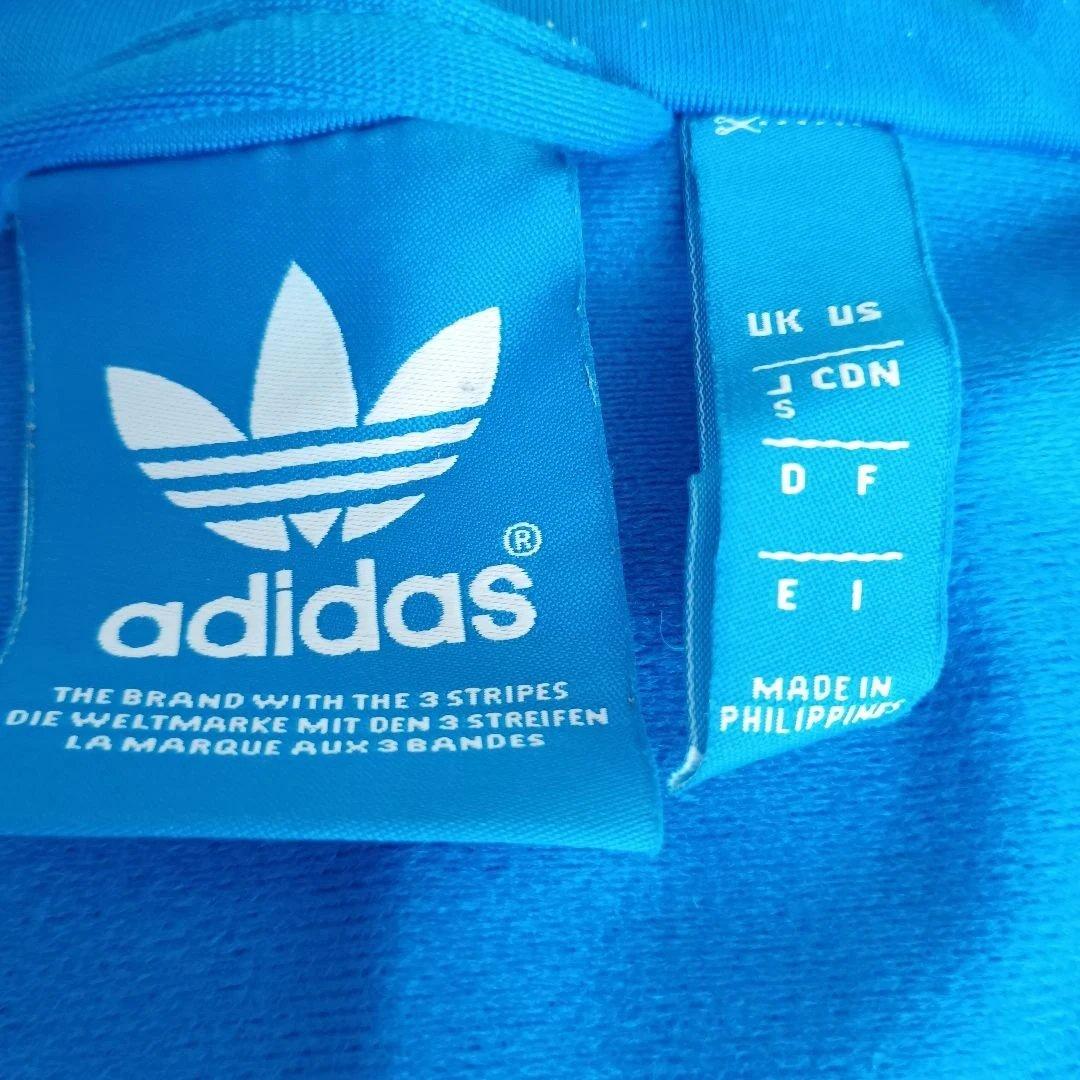 adidas®
THE BRAND WITH THE 3 STRIPES
DIE WELTMARKE MIT DEN 3 STREIFEN
LA MARQUE AUX 3 BANDES
UK US
J CDN
S
D F
E I
MADE IN
PHILIPPINES